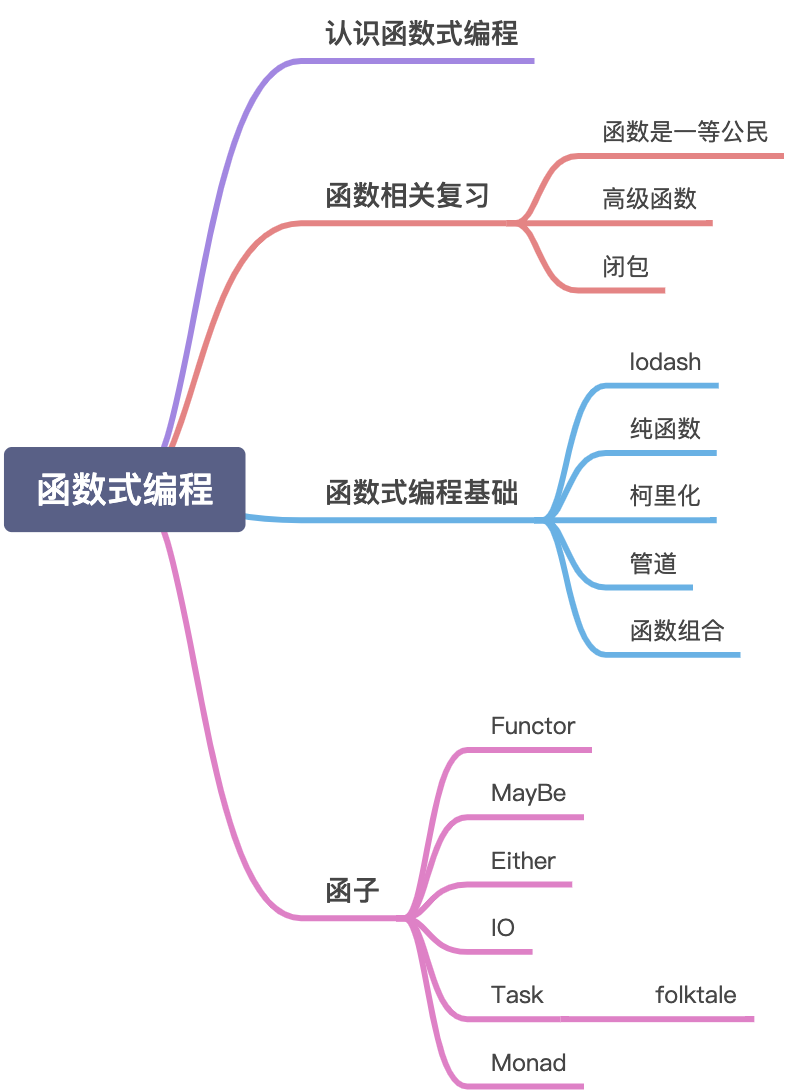 函数式编程
认识函数式编程
函数相关复习
函数是一等公民
高级函数
闭包
函数式编程基础
lodash
纯函数
柯里化
管道
函数组合
函子
Functor
MayBe
Either
IO
Task
folktale
Monad